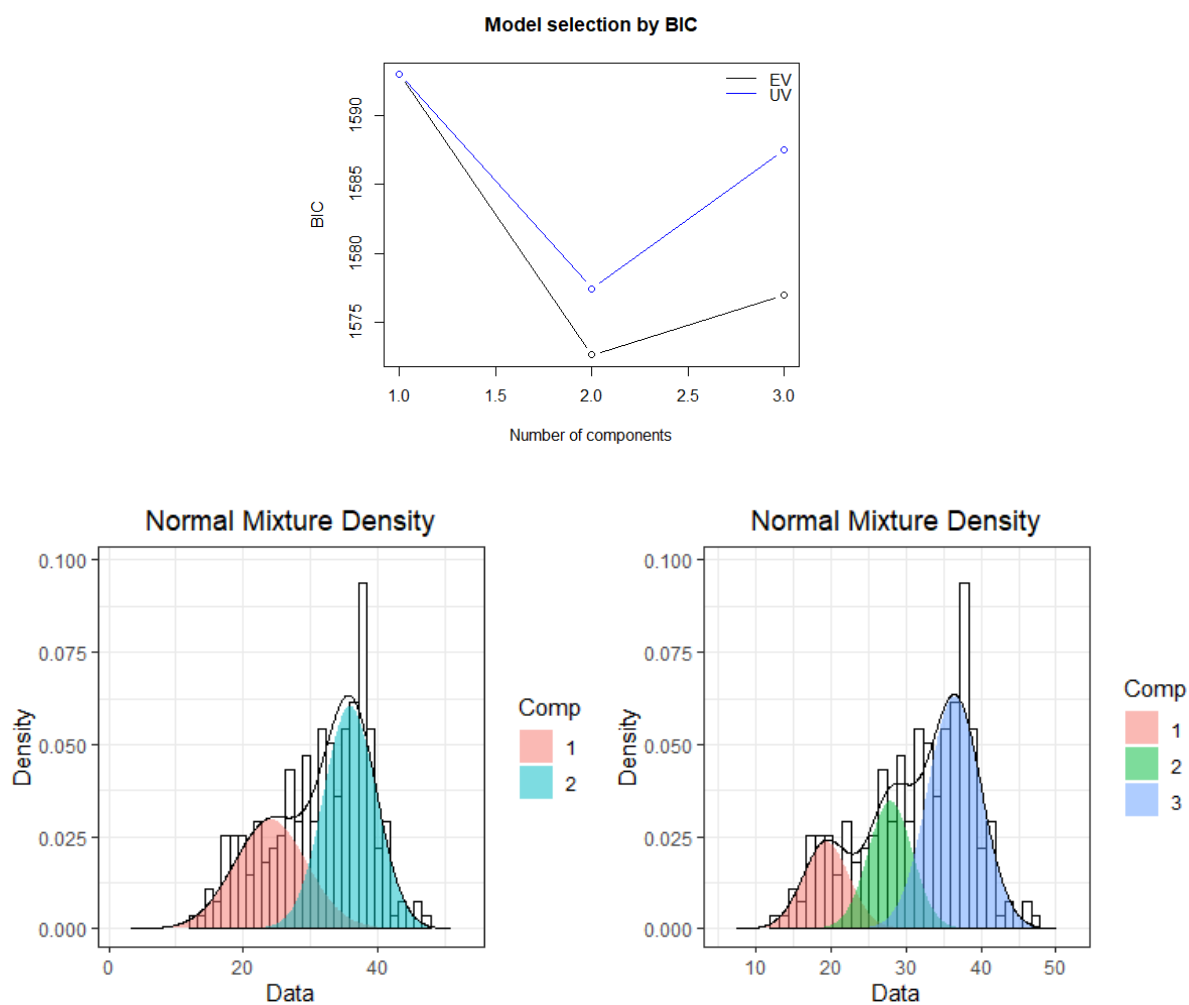 Model selection by BIC
EV
UV
1590
1585
1580
1575
BIC
1.0 1.5 2.0 2.5 3.0
Number of components
Normal Mixture Density
0.100
0.075
0.050
0.025
0.000
Density
0 20 40
Data
Comp
1
2
Normal Mixture Density
0.100
0.075
0.050
0.025
0.000
Density
10 20 30 40 50
Data
Comp
1
2
3